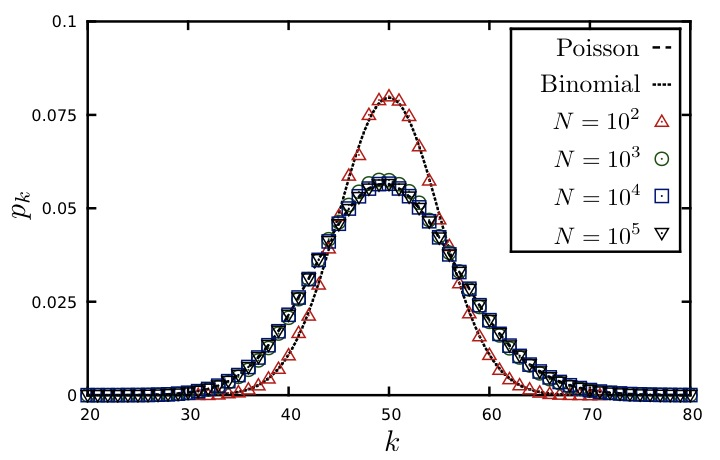 0.1
0.075
0.05
0.025
0
p_k
20 30 40 50 60 70 80
k
Poisson
Binomial
N = 10^2
N = 10^3
N = 10^4
N = 10^5